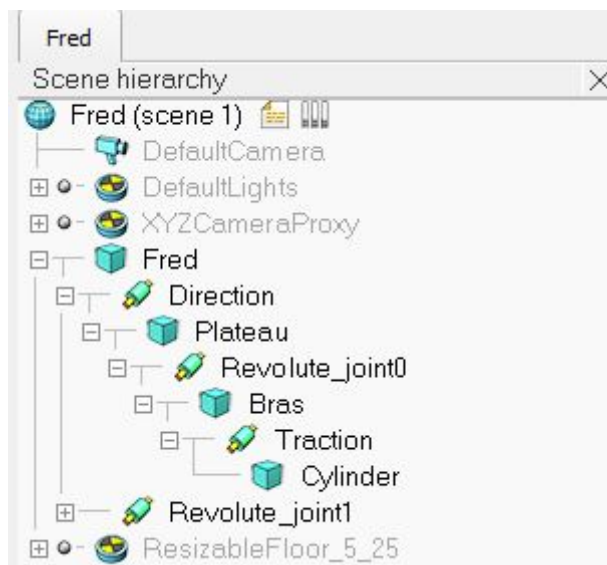 Fred
Scene hierarchy
Fred (scene 1)
DefaultCamera
DefaultLights
XYZCameraProxy
Fred
Direction
Plateau
Revolute_joint0
Bras
Traction
Cylinder
Revolute_joint1
ResizableFloor_5_25